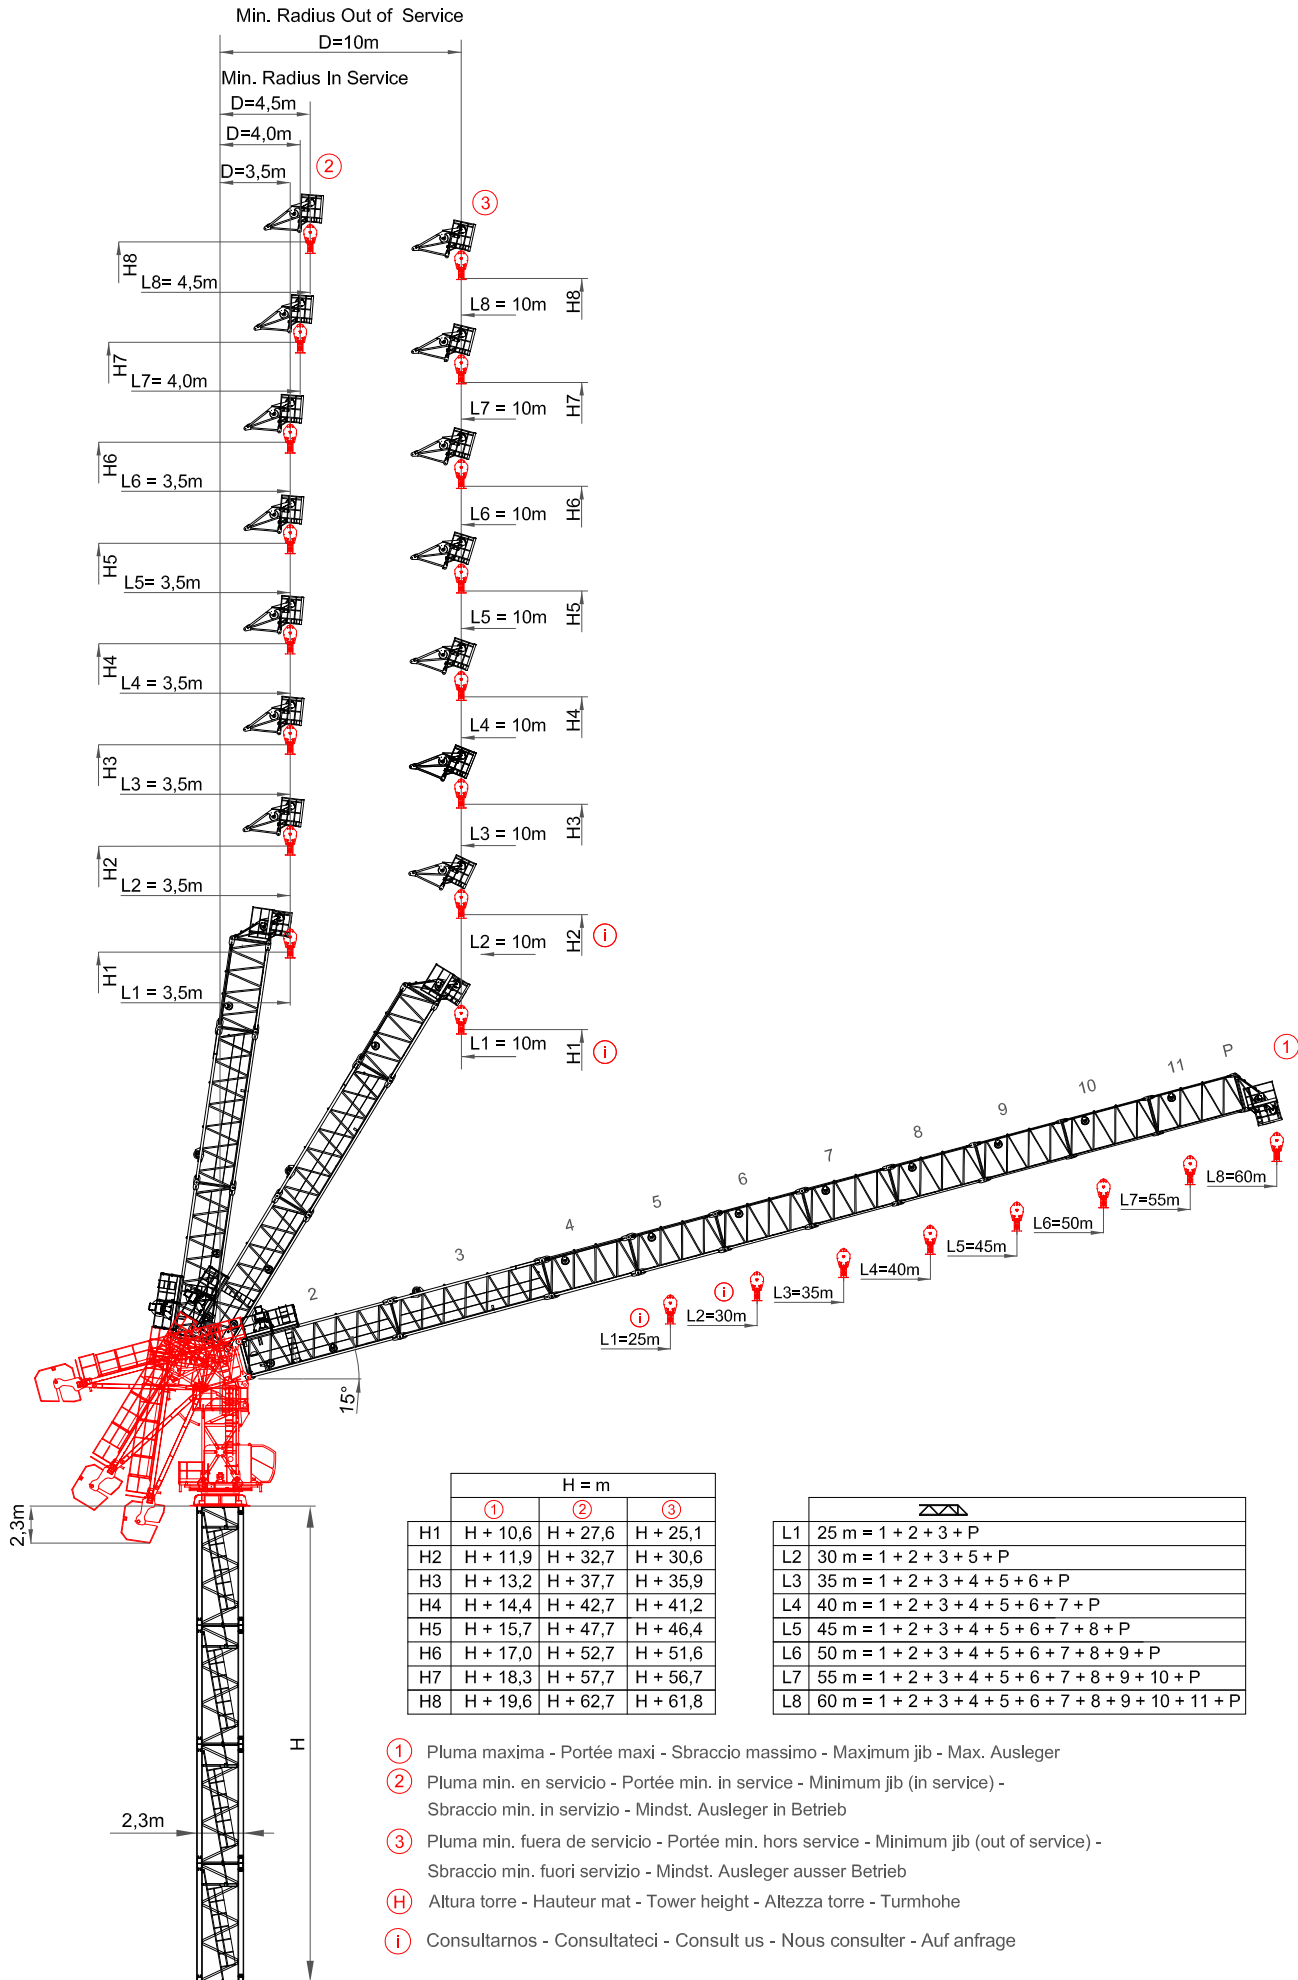 Min. Radius Out of Service
D=10m
Min. Radius In Service
D=4,5m
D=4,0m
D=3,5m
2
3
H8
L8= 4,5m
L8 = 10m
H8
H7
L7= 4,0m
L7 = 10m
H7
H6
L6 = 3,5m
L6 = 10m
H6
H5
L5= 3,5m
L5 = 10m
H5
H4
L4 = 3,5m
L4 = 10m
H4
H3
L3 = 3,5m
L3 = 10m
H3
H2
L2 = 3,5m
L2 = 10m
H2
i
H1
L1 = 3,5m
L1 = 10m
H1
i
1
P
11
10
9
8
7
6
5
4
3
2
L8=60m
L7=55m
L6=50m
L5=45m
L4=40m
i
L3=35m
i
L2=30m
L1=25m
15°
2,3m
H
2,3m
H = m
1 2 3
H1 H + 10,6 H + 27,6 H + 25,1
H2 H + 11,9 H + 32,7 H + 30,6
H3 H + 13,2 H + 37,7 H + 35,9
H4 H + 14,4 H + 42,7 H + 41,2
H5 H + 15,7 H + 47,7 H + 46,4
H6 H + 17,0 H + 52,7 H + 51,6
H7 H + 18,3 H + 57,7 H + 56,7
H8 H + 19,6 H + 62,7 H + 61,8
L1 25 m = 1 + 2 + 3 + P
L2 30 m = 1 + 2 + 3 + 5 + P
L3 35 m = 1 + 2 + 3 + 4 + 5 + 6 + P
L4 40 m = 1 + 2 + 3 + 4 + 5 + 6 + 7 + P
L5 45 m = 1 + 2 + 3 + 4 + 5 + 6 + 7 + 8 + P
L6 50 m = 1 + 2 + 3 + 4 + 5 + 6 + 7 + 8 + 9 + P
L7 55 m = 1 + 2 + 3 + 4 + 5 + 6 + 7 + 8 + 9 + 10 + P
L8 60 m = 1 + 2 + 3 + 4 + 5 + 6 + 7 + 8 + 9 + 10 + 11 + P
1 Pluma maxima - Portée maxi - Sbraccio massimo - Maximum jib - Max. Ausleger
2 Pluma min. en servicio - Portée min. in service - Minimum jib (in service) -
Sbraccio min. in servizio - Mindst. Ausleger in Betrieb
3 Pluma min. fuera de servicio - Portée min. hors service - Minimum jib (out of service) -
Sbraccio min. fuori servizio - Mindst. Ausleger ausser Betrieb
H Altura torre - Hauteur mat - Tower height - Altezza torre - Turmhohe
i Consultarnos - Consultateci - Consult us - Nous consulter - Auf anfrage